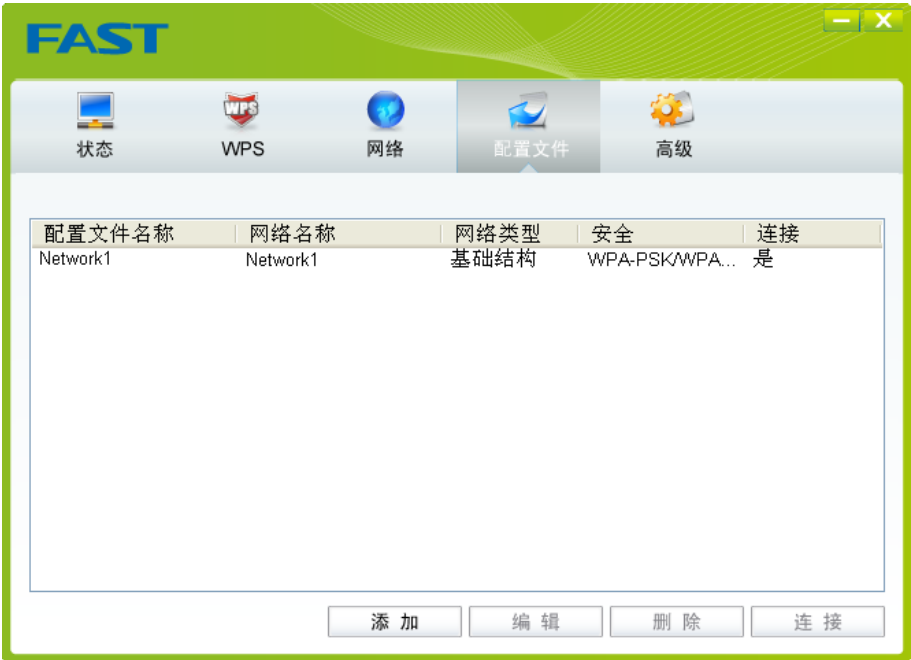 FAST
状态 WPS 网络 配置文件 高级
配置文件名称 网络名称 网络类型 安全 连接
Network1 Network1 基础结构 WPA-PSK/WPA... 是
添加 编辑 删除 连接